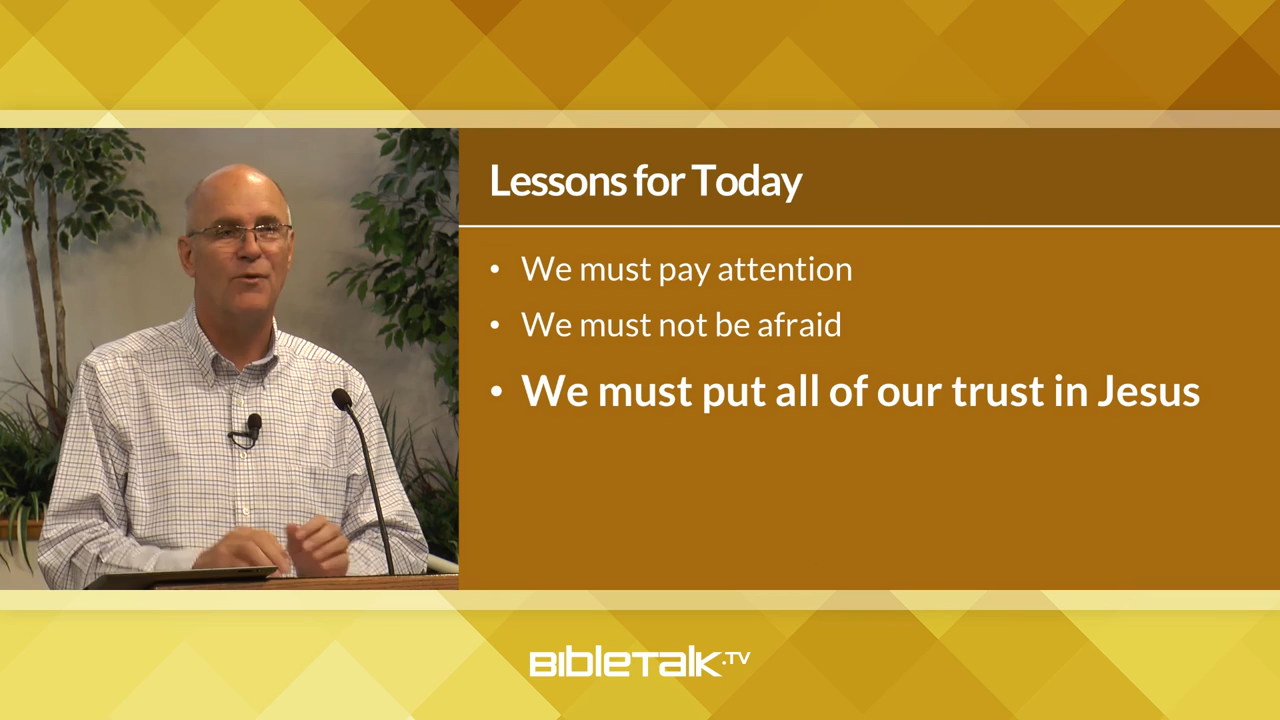 Lessons for Today
• We must pay attention
• We must not be afraid
• We must put all of our trust in Jesus
BibleTalk.TV